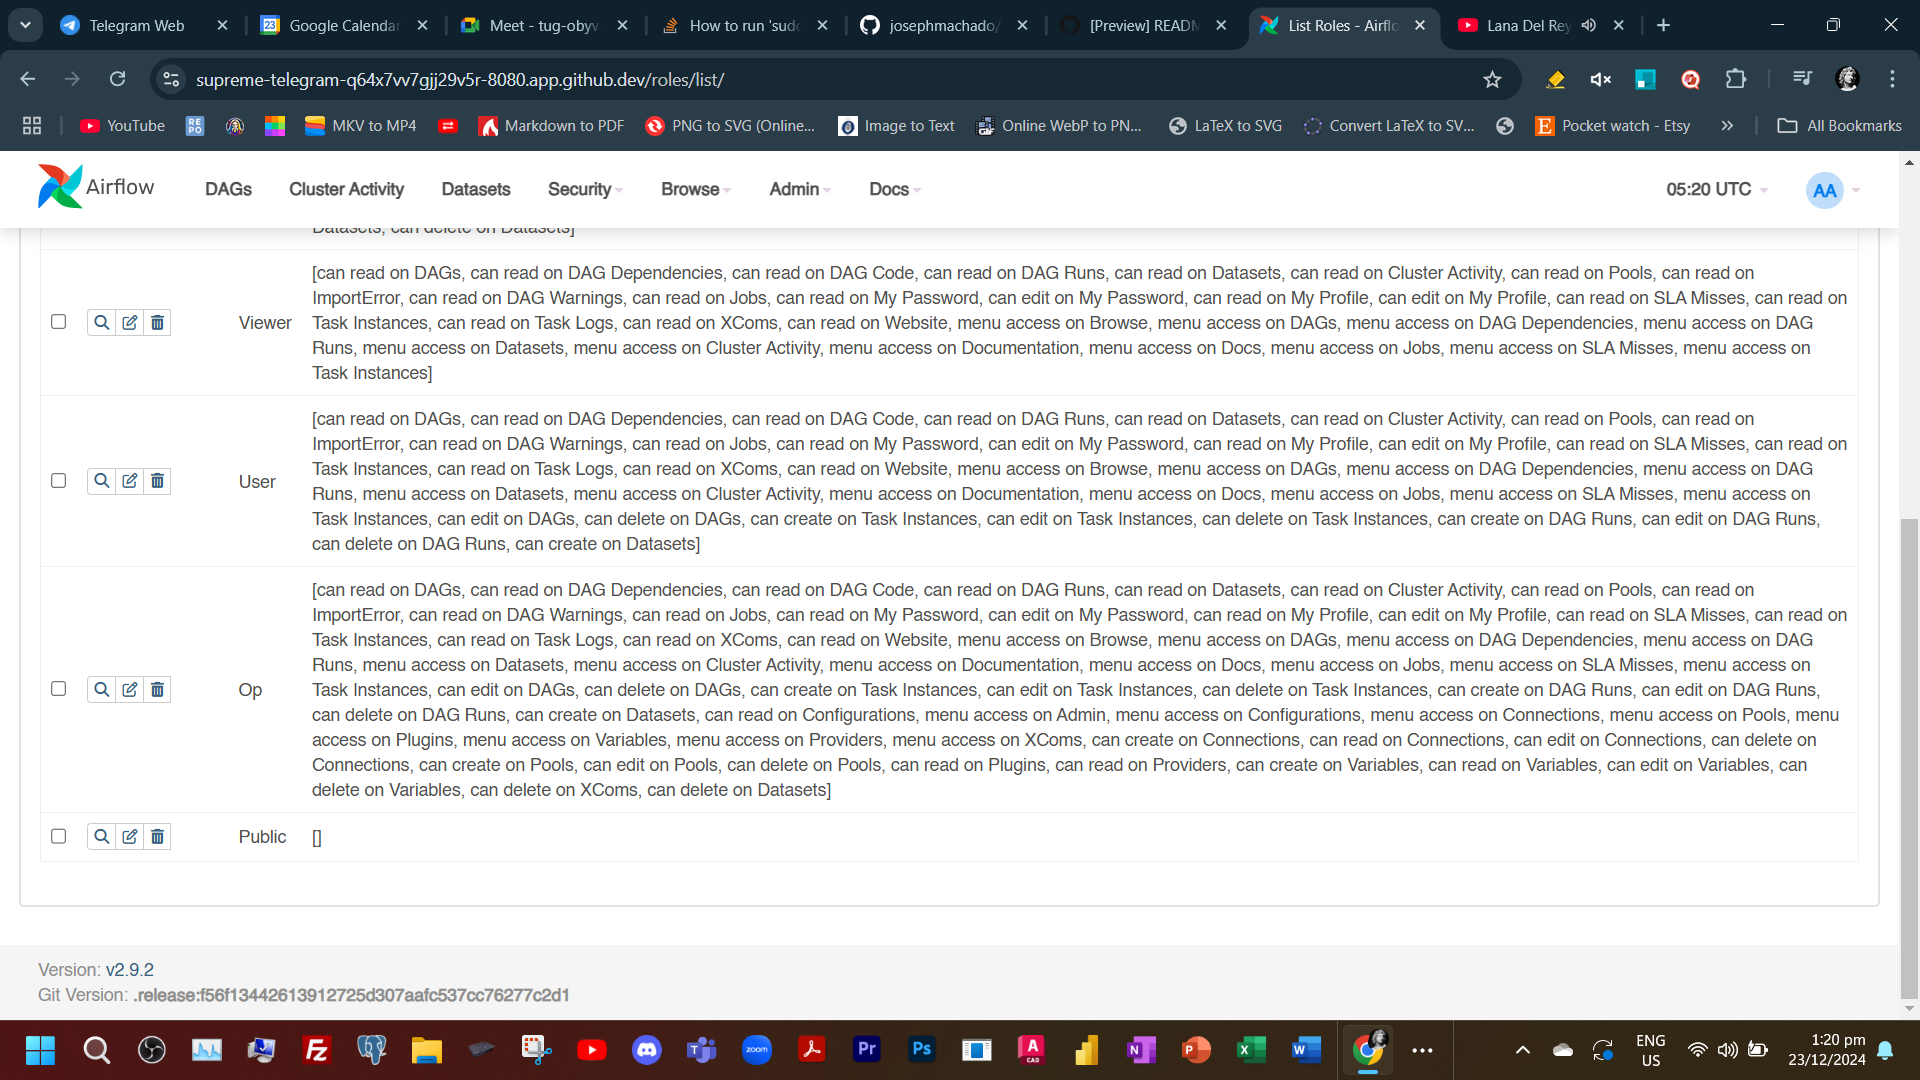 Telegram Web
Google Calendar
Meet - tug-obyv
How to run 'sudo
josephmachado/
[Preview] READM
List Roles - Airflo
Lana Del Rey
supreme-telegram-q64x7vv7gjj29v5r-8080.app.github.dev/roles/list/
YouTube
RE
PO
MKV to MP4
Markdown to PDF
PNG to SVG (Online...
Image to Text
Online WebP to PN...
LaTeX to SVG
Convert LaTeX to SV...
Pocket watch - Etsy
All Bookmarks
Airflow
DAGs
Cluster Activity
Datasets
Security
Browse
Admin
Docs
05:20 UTC
AA
Datasets, can delete on Datasets]
Viewer
[can read on DAGs, can read on DAG Dependencies, can read on DAG Code, can read on DAG Runs, can read on Datasets, can read on Cluster Activity, can read on Pools, can read on
ImportError, can read on DAG Warnings, can read on Jobs, can read on My Password, can edit on My Password, can read on My Profile, can edit on My Profile, can read on SLA Misses, can read on
Task Instances, can read on Task Logs, can read on XComs, can read on Website, menu access on Browse, menu access on DAGs, menu access on DAG Dependencies, menu access on DAG
Runs, menu access on Datasets, menu access on Cluster Activity, menu access on Documentation, menu access on Docs, menu access on Jobs, menu access on SLA Misses, menu access on
Task Instances]
User
[can read on DAGs, can read on DAG Dependencies, can read on DAG Code, can read on DAG Runs, can read on Datasets, can read on Cluster Activity, can read on Pools, can read on
ImportError, can read on DAG Warnings, can read on Jobs, can read on My Password, can edit on My Password, can read on My Profile, can edit on My Profile, can read on SLA Misses, can read on
Task Instances, can read on Task Logs, can read on XComs, can read on Website, menu access on Browse, menu access on DAGs, menu access on DAG Dependencies, menu access on DAG
Runs, menu access on Datasets, menu access on Cluster Activity, menu access on Documentation, menu access on Docs, menu access on Jobs, menu access on SLA Misses, menu access on
Task Instances, can edit on DAGs, can delete on DAGs, can create on Task Instances, can edit on Task Instances, can delete on Task Instances, can create on DAG Runs, can edit on DAG Runs,
can delete on DAG Runs, can create on Datasets]
Op
[can read on DAGs, can read on DAG Dependencies, can read on DAG Code, can read on DAG Runs, can read on Datasets, can read on Cluster Activity, can read on Pools, can read on
ImportError, can read on DAG Warnings, can read on Jobs, can read on My Password, can edit on My Password, can read on My Profile, can edit on My Profile, can read on SLA Misses, can read on
Task Instances, can read on Task Logs, can read on XComs, can read on Website, menu access on Browse, menu access on DAGs, menu access on DAG Dependencies, menu access on DAG
Runs, menu access on Datasets, menu access on Cluster Activity, menu access on Documentation, menu access on Docs, menu access on Jobs, menu access on SLA Misses, menu access on
Task Instances, can edit on DAGs, can delete on DAGs, can create on Task Instances, can edit on Task Instances, can delete on Task Instances, can create on DAG Runs, can edit on DAG Runs,
can delete on DAG Runs, can create on Datasets, can read on Configurations, menu access on Admin, menu access on Configurations, menu access on Connections, menu access on Pools, menu
access on Plugins, menu access on Variables, menu access on Providers, menu access on XComs, can create on Connections, can read on Connections, can edit on Connections, can delete on
Connections, can create on Pools, can edit on Pools, can delete on Pools, can read on Plugins, can read on Providers, can create on Variables, can read on Variables, can edit on Variables, can
delete on Variables, can delete on XComs, can delete on Datasets]
Public
[]
Version: v2.9.2
Git Version: .release:f56f13442613912725d307aafc537cc76277c2d1
zoom
Pr
Ps
A
CAD
ENG
US
1:20 pm
23/12/2024